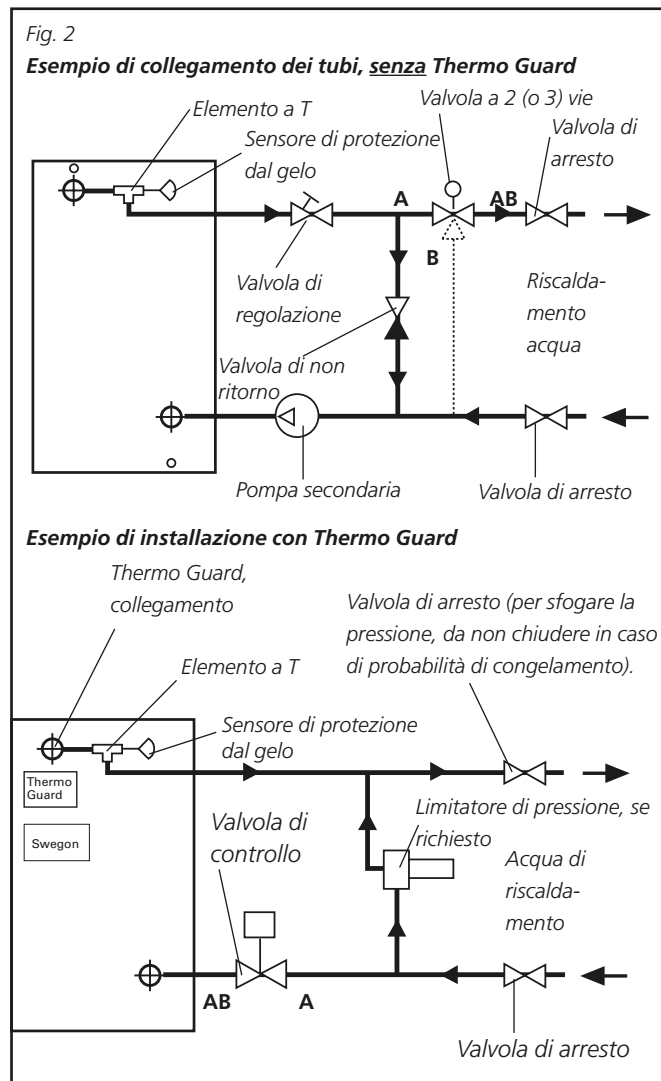 Fig. 2
Esempio di collegamento dei tubi, senza Thermo Guard
Elemento a T
Valvola a 2 (o 3) vie
Sensore di protezione
dal gelo
Valvola di
arresto
A
AB
B
Valvola di
regolazione
Riscalda-
mento
acqua
Valvola di non
ritorno
Pompa secondaria
Valvola di arresto
Esempio di installazione con Thermo Guard
Thermo Guard,
collegamento
Valvola di arresto (per sfogare la
pressione, da non chiudere in caso
di probabilità di congelamento).
Elemento a T
Sensore di protezione
dal gelo
Thermo
Guard
Swegon
Valvola di
controllo
Limitatore di pressione, se
richiesto
Acqua di
riscalda-
mento
AB
A
Valvola di arresto